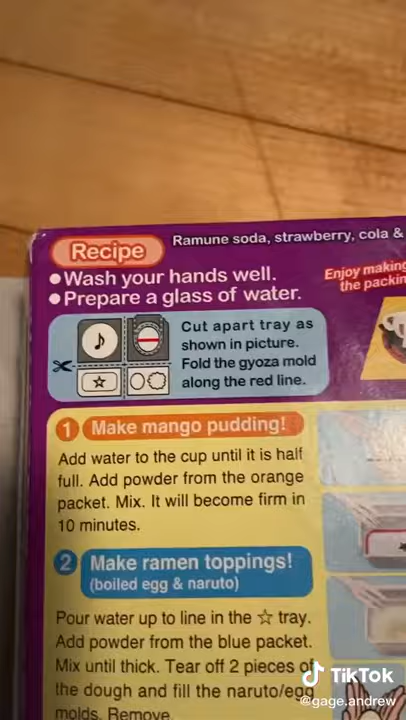 Recipe
Ramune soda, strawberry, cola &
● Wash your hands well.
● Prepare a glass of water.
Enjoy making
the packin
Cut apart tray as
shown in picture.
Fold the gyoza mold
along the red line.
1 Make mango pudding!
Add water to the cup until it is half
full. Add powder from the orange
packet. Mix. It will become firm in
10 minutes.
2 Make ramen toppings!
(boiled egg & naruto)
Pour water up to line in the ☆ tray.
Add powder from the blue packet.
Mix until thick. Tear off 2 pieces of
the dough and fill the naruto/egg
molds. Remove
TikTok
@gage.andrew